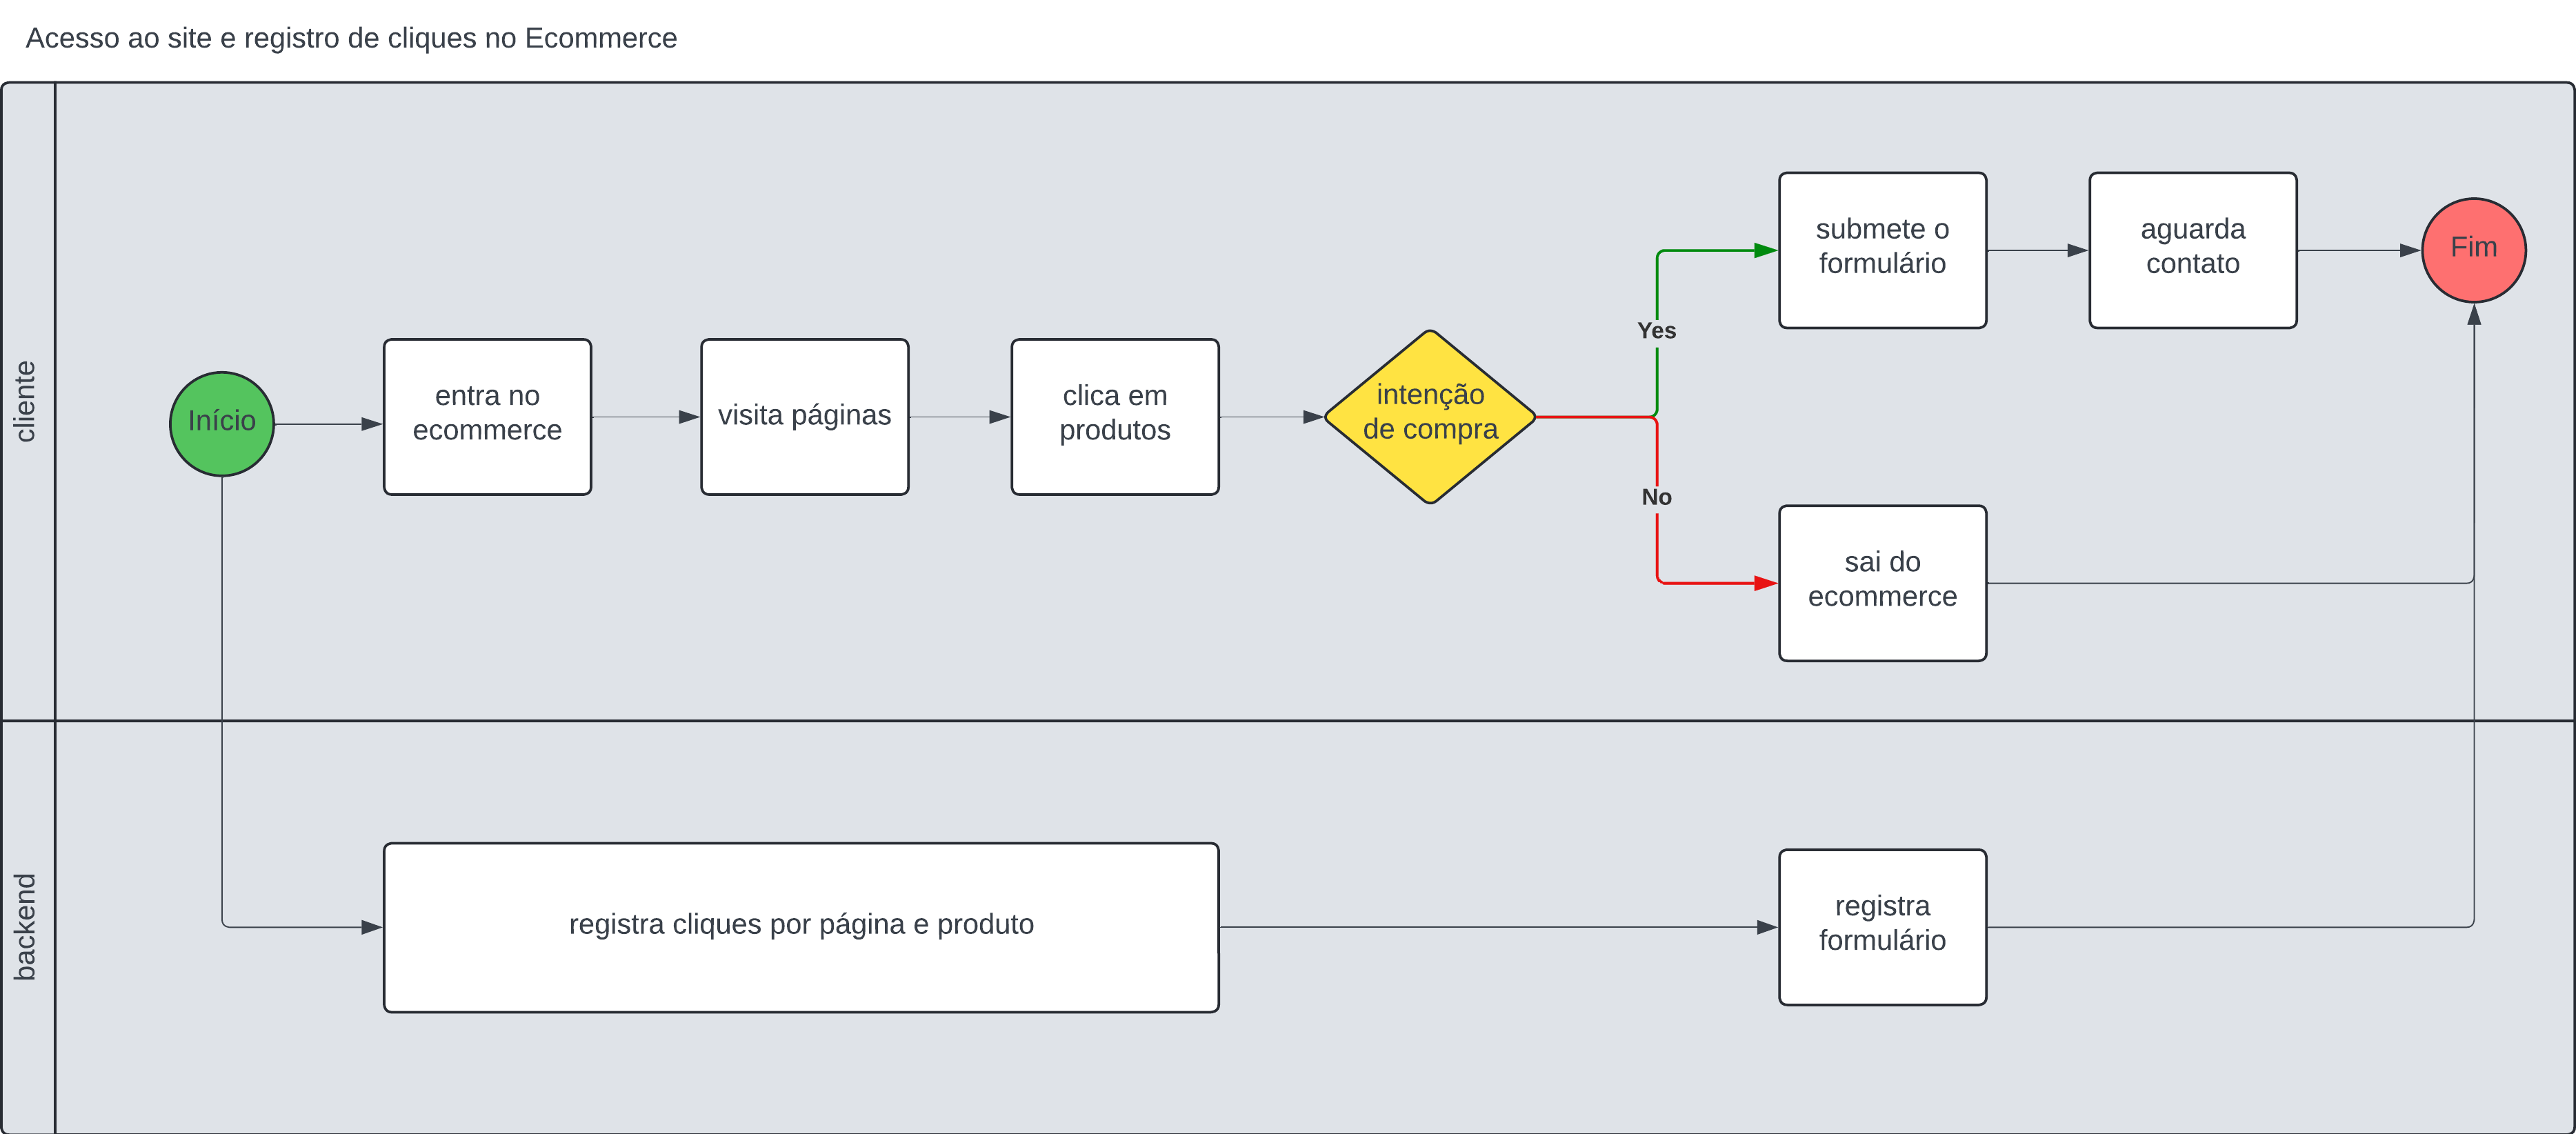 Acesso ao site e registro de cliques no Ecommerce
cliente
Início
entra no
ecommerce
visita páginas
clica em
produtos
intenção
de compra
Yes
No
submete o
formulário
aguarda
contato
Fim
sai do
ecommerce
backend
registra cliques por página e produto
registra
formulário